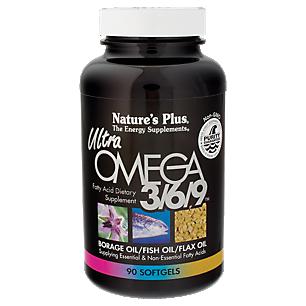 Nature's Plus®
The Energy Supplements®
Ultra
OMEGA
3/6/9™
Fatty Acid Dietary
Supplement
BORAGE OIL/FISH OIL/FLAX OIL
Supplying Essential & Non-Essential Fatty Acids
90 SOFTGELS